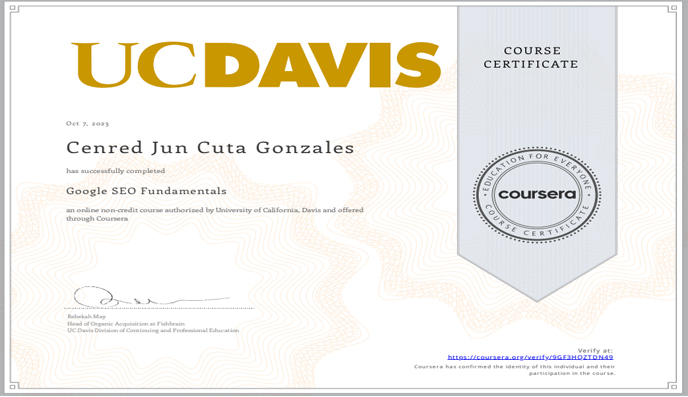 UCDAVIS
COURSE
CERTIFICATE
Oct 7, 2023
Cenred Jun Cuta Gonzales
has successfully completed
Google SEO Fundamentals
an online non-credit course authorized by University of California, Davis and offered
through Coursera
EDUCATION FOR EVERYONE
coursera
COURSE CERTIFICATE
Rebekah May
Head of Organic Acquisition at Fishbrain
UC Davis Division of Continuing and Professional Education
Verify at:
https://coursera.org/verify/9GF3HQZTDN49
Coursera has confirmed the identity of this individual and their
participation in the course.